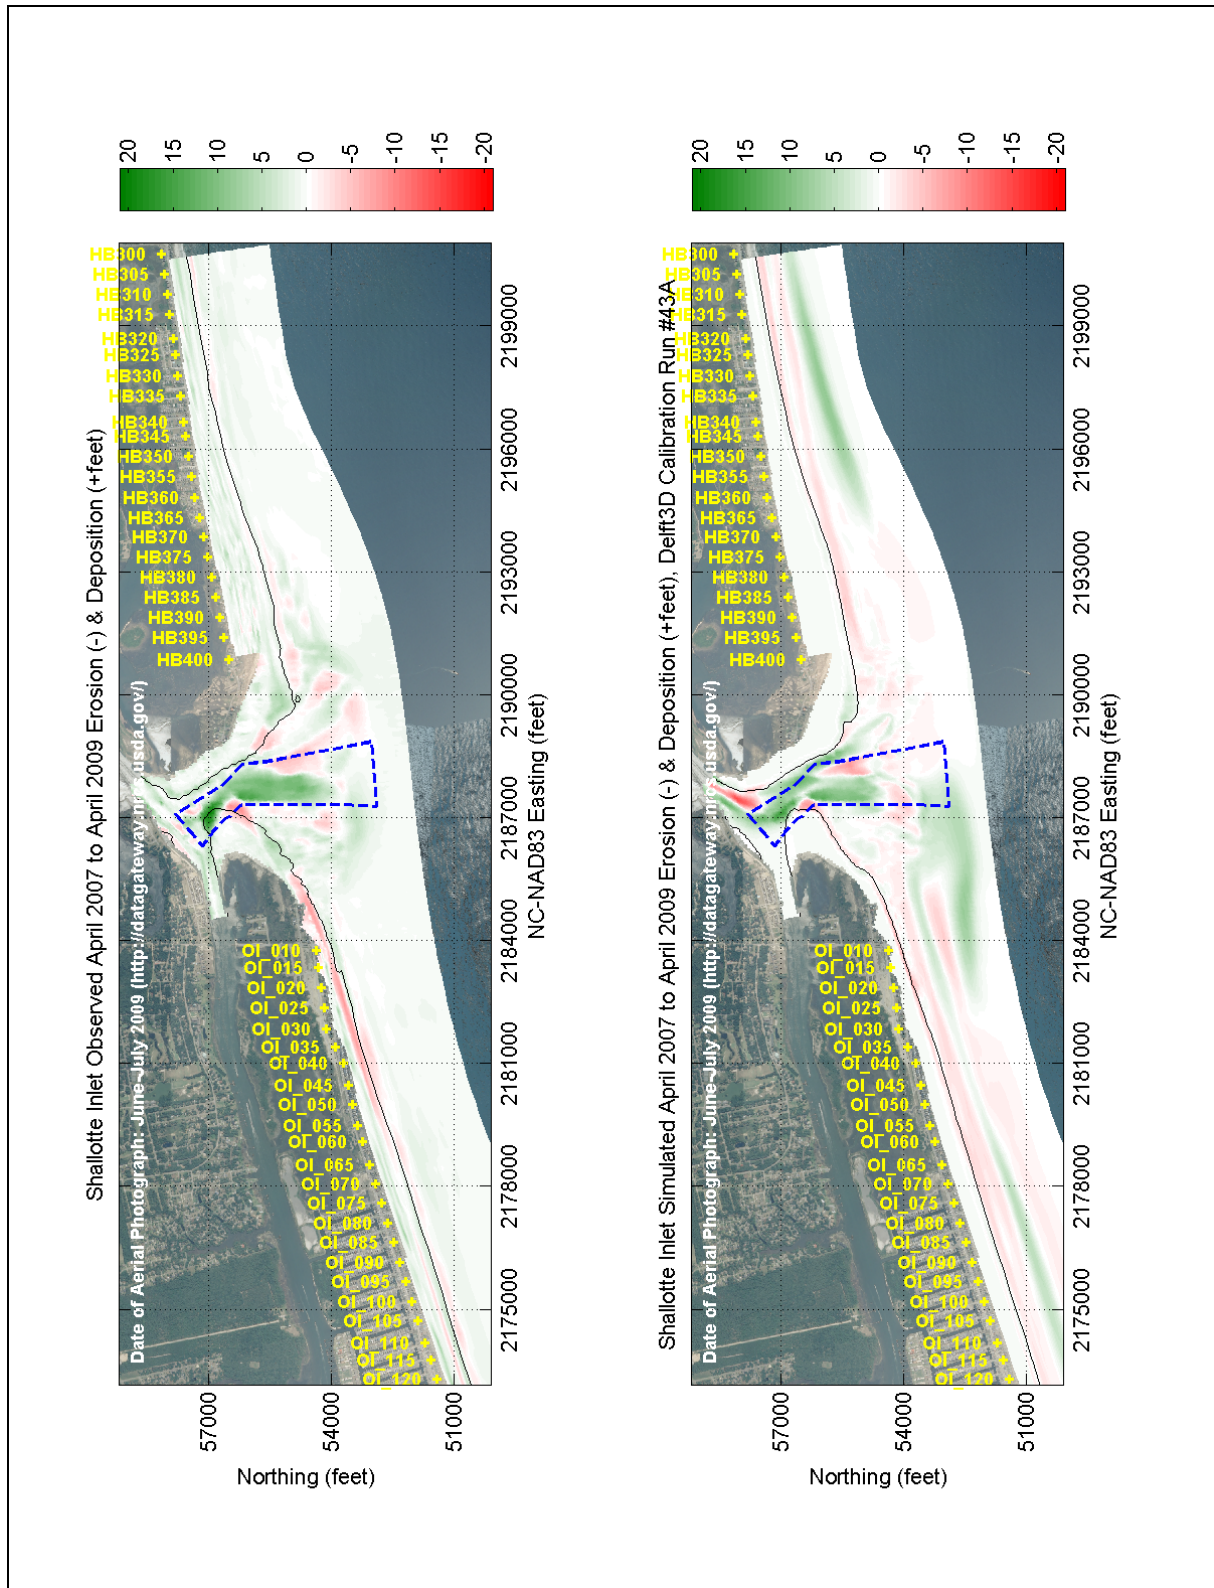 Shallotte Inlet Observed April 2007 to April 2009 Erosion (-) & Deposition (+feet)
Date of Aerial Photograph: June-July 2009 (http://datagateway.nrcs.usda.gov/)
HB300
HB305
HB310
HB315
HB320
HB325
HB330
HB335
HB340
HB345
HB350
HB355
HB360
HB365
HB370
HB375
HB380
HB385
HB390
HB395
HB400
OI_010
OI_015
OI_020
OI_025
OI_030
OI_035
OI_040
OI_045
OI_050
OI_055
OI_060
OI_065
OI_070
OI_075
OI_080
OI_085
OI_090
OI_095
OI_100
OI_105
OI_110
OI_115
OI_120
57000
54000
51000
Northing (feet)
2175000
2178000
2181000
2184000
2187000
2190000
2193000
2196000
2199000
NC-NAD83 Easting (feet)
20
15
10
5
0
-5
-10
-15
-20
Shallotte Inlet Simulated April 2007 to April 2009 Erosion (-) & Deposition (+feet), Delft3D Calibration Run #43A
Date of Aerial Photograph: June-July 2009 (http://datagateway.nrcs.usda.gov/)
HB300
HB305
HB310
HB315
HB320
HB325
HB330
HB335
HB340
HB345
HB350
HB355
HB360
HB365
HB370
HB375
HB380
HB385
HB390
HB395
HB400
OI_010
OI_015
OI_020
OI_025
OI_030
OI_035
OI_040
OI_045
OI_050
OI_055
OI_060
OI_065
OI_070
OI_075
OI_080
OI_085
OI_090
OI_095
OI_100
OI_105
OI_110
OI_115
OI_120
57000
54000
51000
Northing (feet)
2175000
2178000
2181000
2184000
2187000
2190000
2193000
2196000
2199000
NC-NAD83 Easting (feet)
20
15
10
5
0
-5
-10
-15
-20